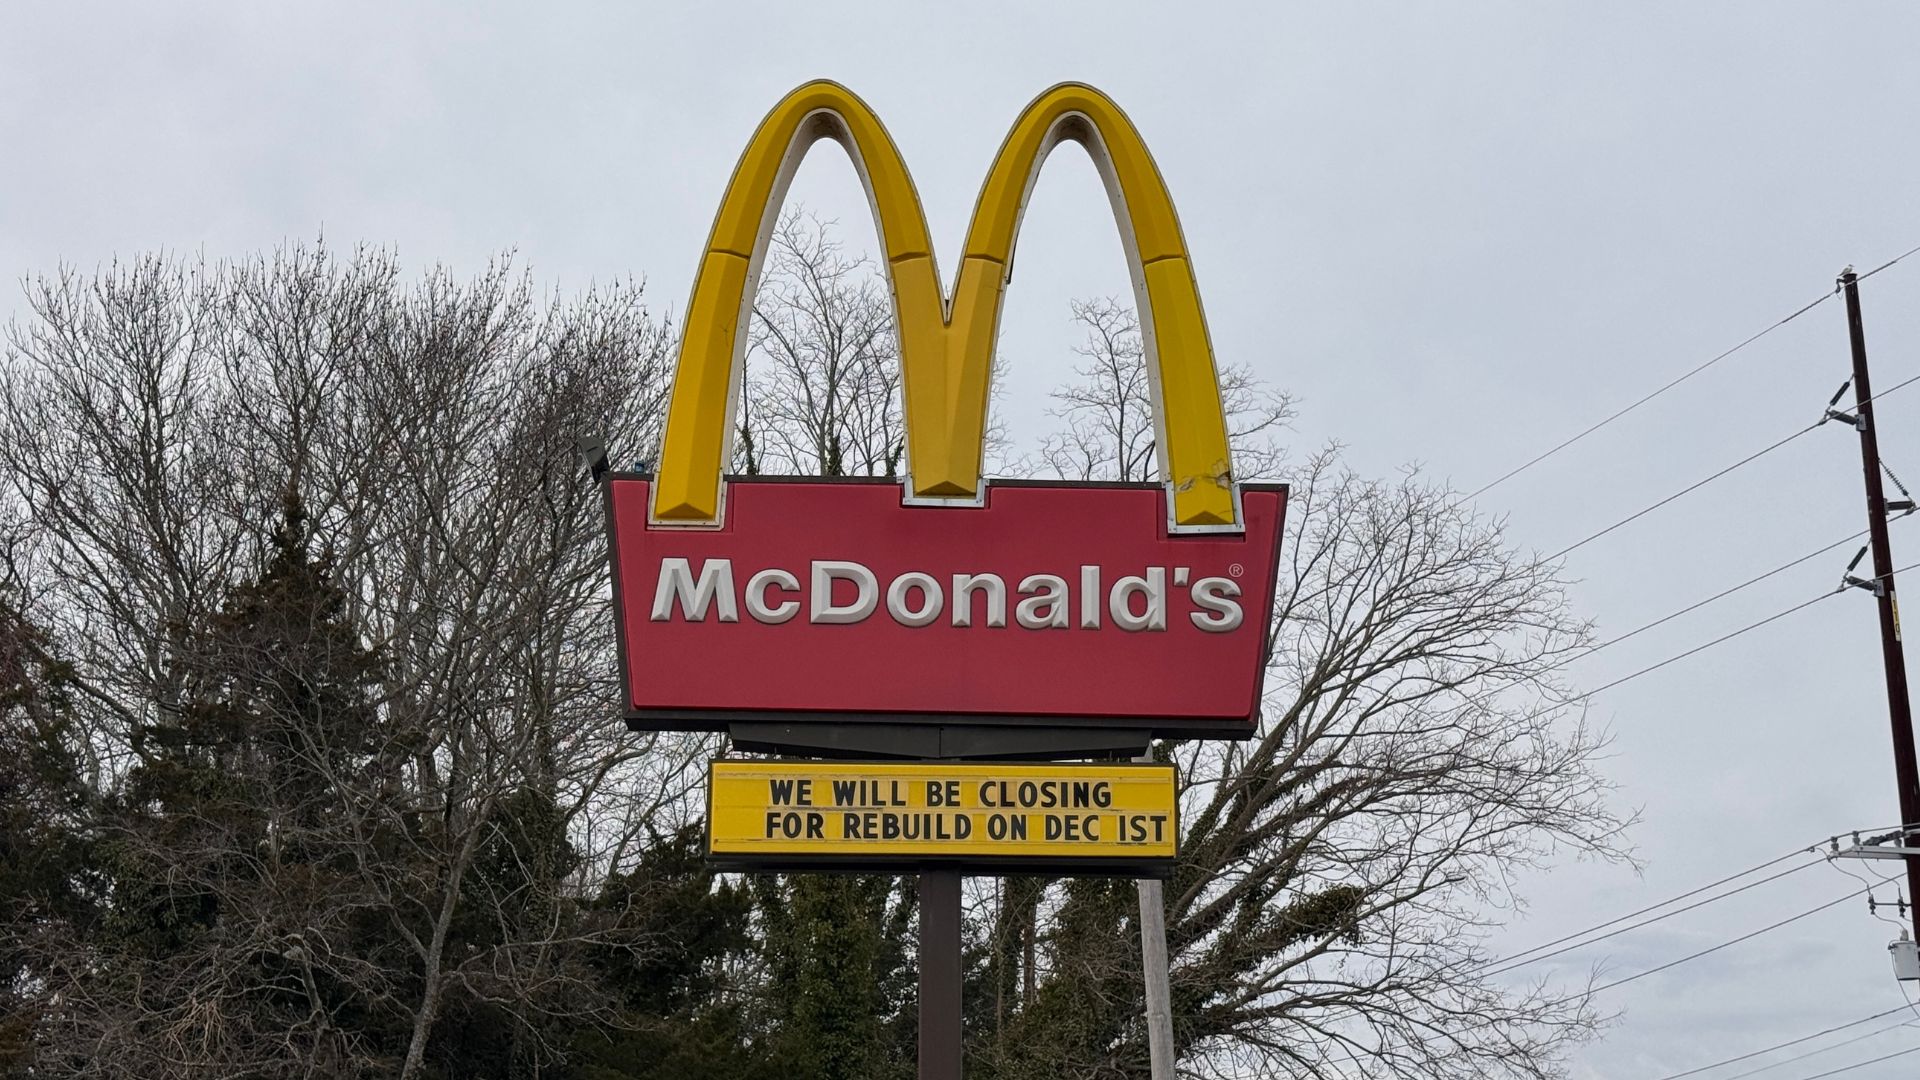 McDonald's®
WE WILL BE CLOSING
FOR REBUILD ON DEC 1ST